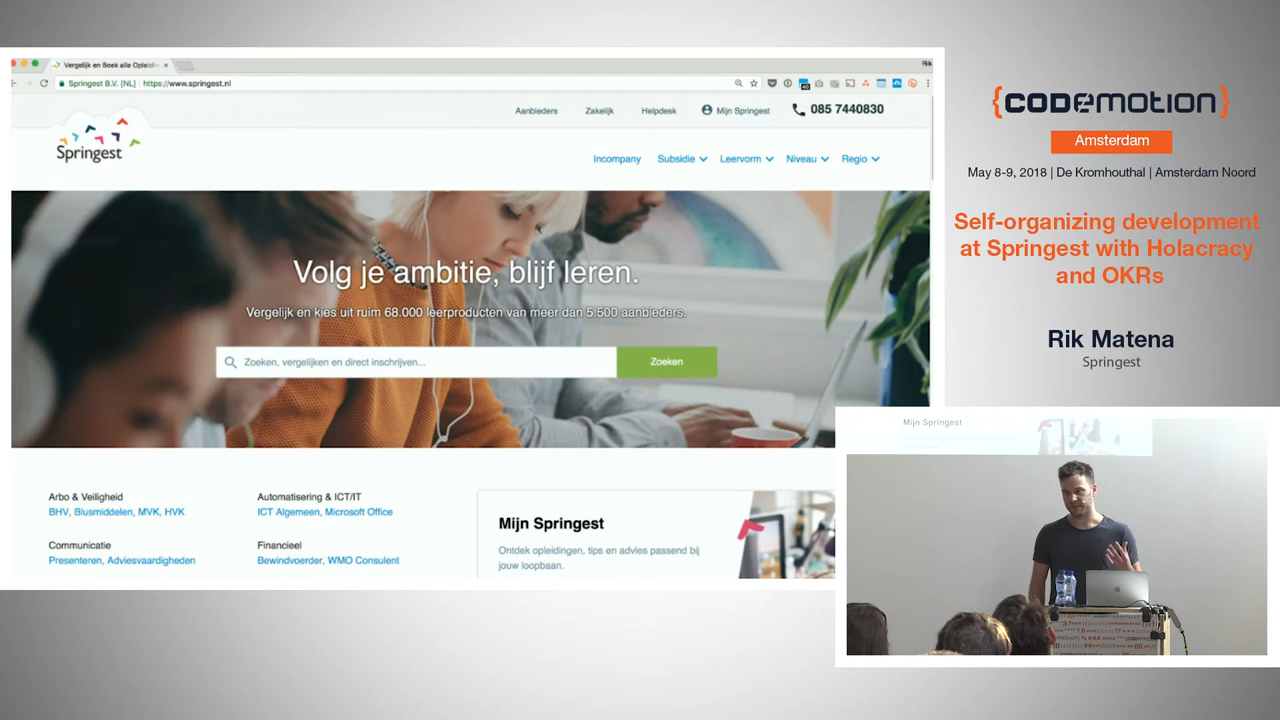 Vergelijk en Boek alle Opleidin
Rik
Springest B.V. [NL] | https://www.springest.nl
40
Aanbieders Zakelijk Helpdesk Mijn Springest 085 7440830
Springest
Incompany Subsidie Leervorm Niveau Regio
Volg je ambitie, blijf leren.
Vergelijk en kies uit ruim 68.000 leerproducten van meer dan 5.500 aanbieders.
Zoeken, vergelijken en direct inschrijven... Zoeken
Arbo & Veiligheid
BHV, Blusmiddelen, MVK, HVK
Communicatie
Presenteren, Adviesvaardigheden
Automatisering & ICT/IT
ICT Algemeen, Microsoft Office
Financieel
Bewindvoerder, WMO Consulent
Mijn Springest
Ontdek opleidingen, tips en advies passend bij
jouw loopbaan.
{CODEMOTION}
Amsterdam
May 8-9, 2018 | De Kromhouthal | Amsterdam Noord
Self-organizing development
at Springest with Holacracy
and OKRs
Rik Matena
Springest
Mijn Springest